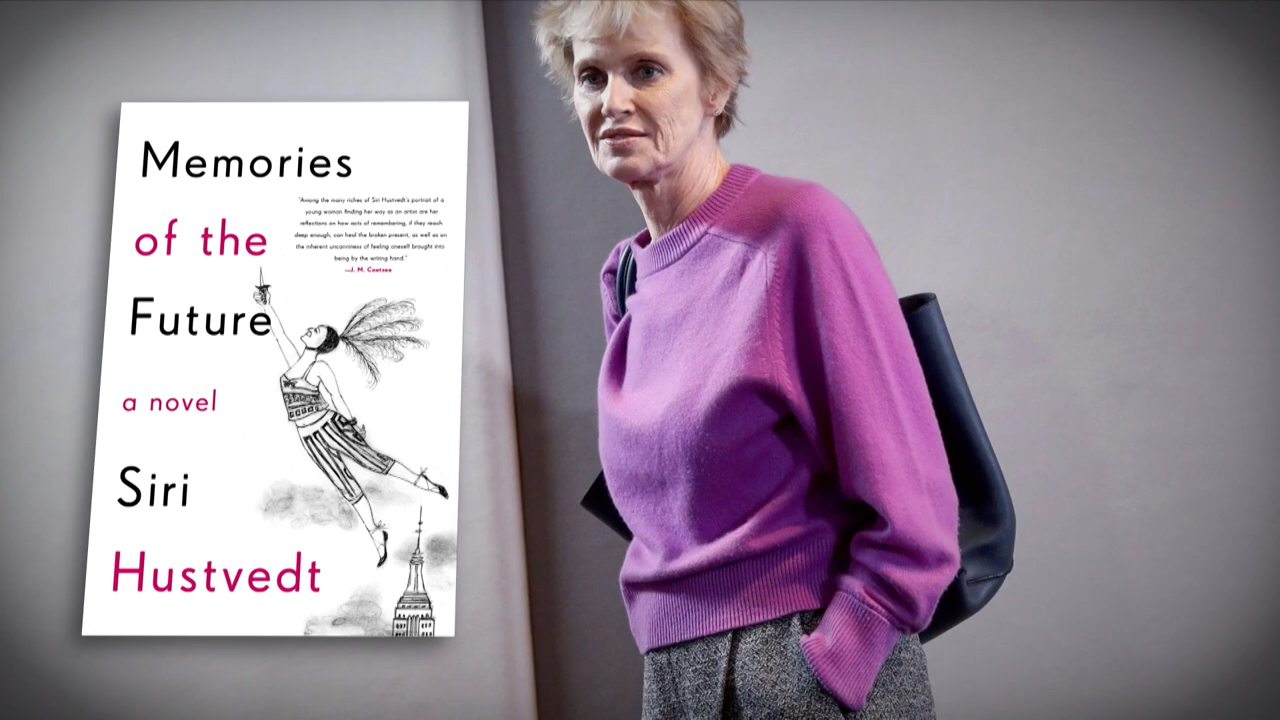 Memories
of the
Future
a novel
Siri
Hustvedt
"Among the many riches of Siri Hustvedt's portrait of a
young woman finding her way as an artist are her
reflections on how acts of remembering, if they reach
deep enough, can heal the broken present, as well as on
the inherent uncanniness of feeling oneself brought into
being by the writing hand."
—J. M. Coetzee